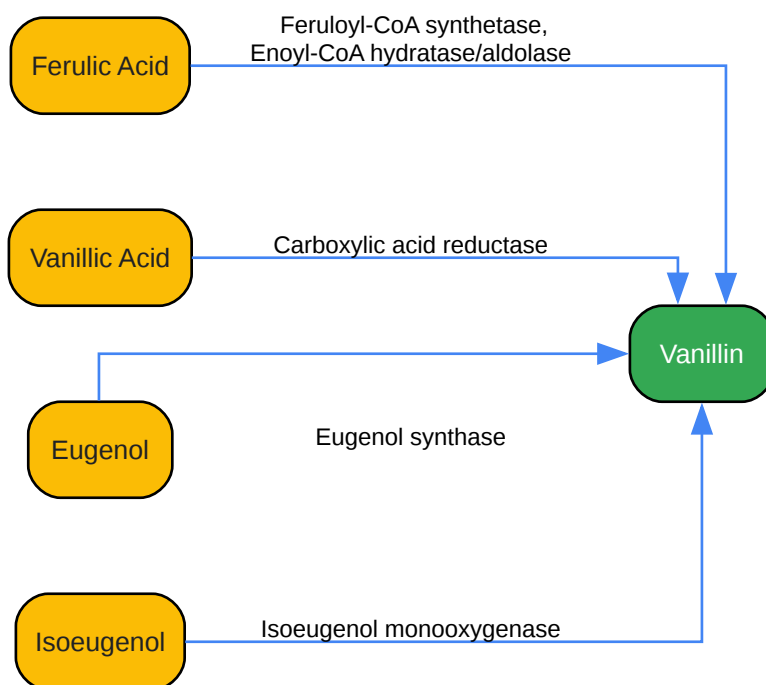 Feruloyl-CoA synthetase,
Enoyl-CoA hydratase/aldolase
Ferulic Acid
Carboxylic acid reductase
Vanillic Acid
Vanillin
Eugenol synthase
Eugenol
Isoeugenol monooxygenase
Isoeugenol